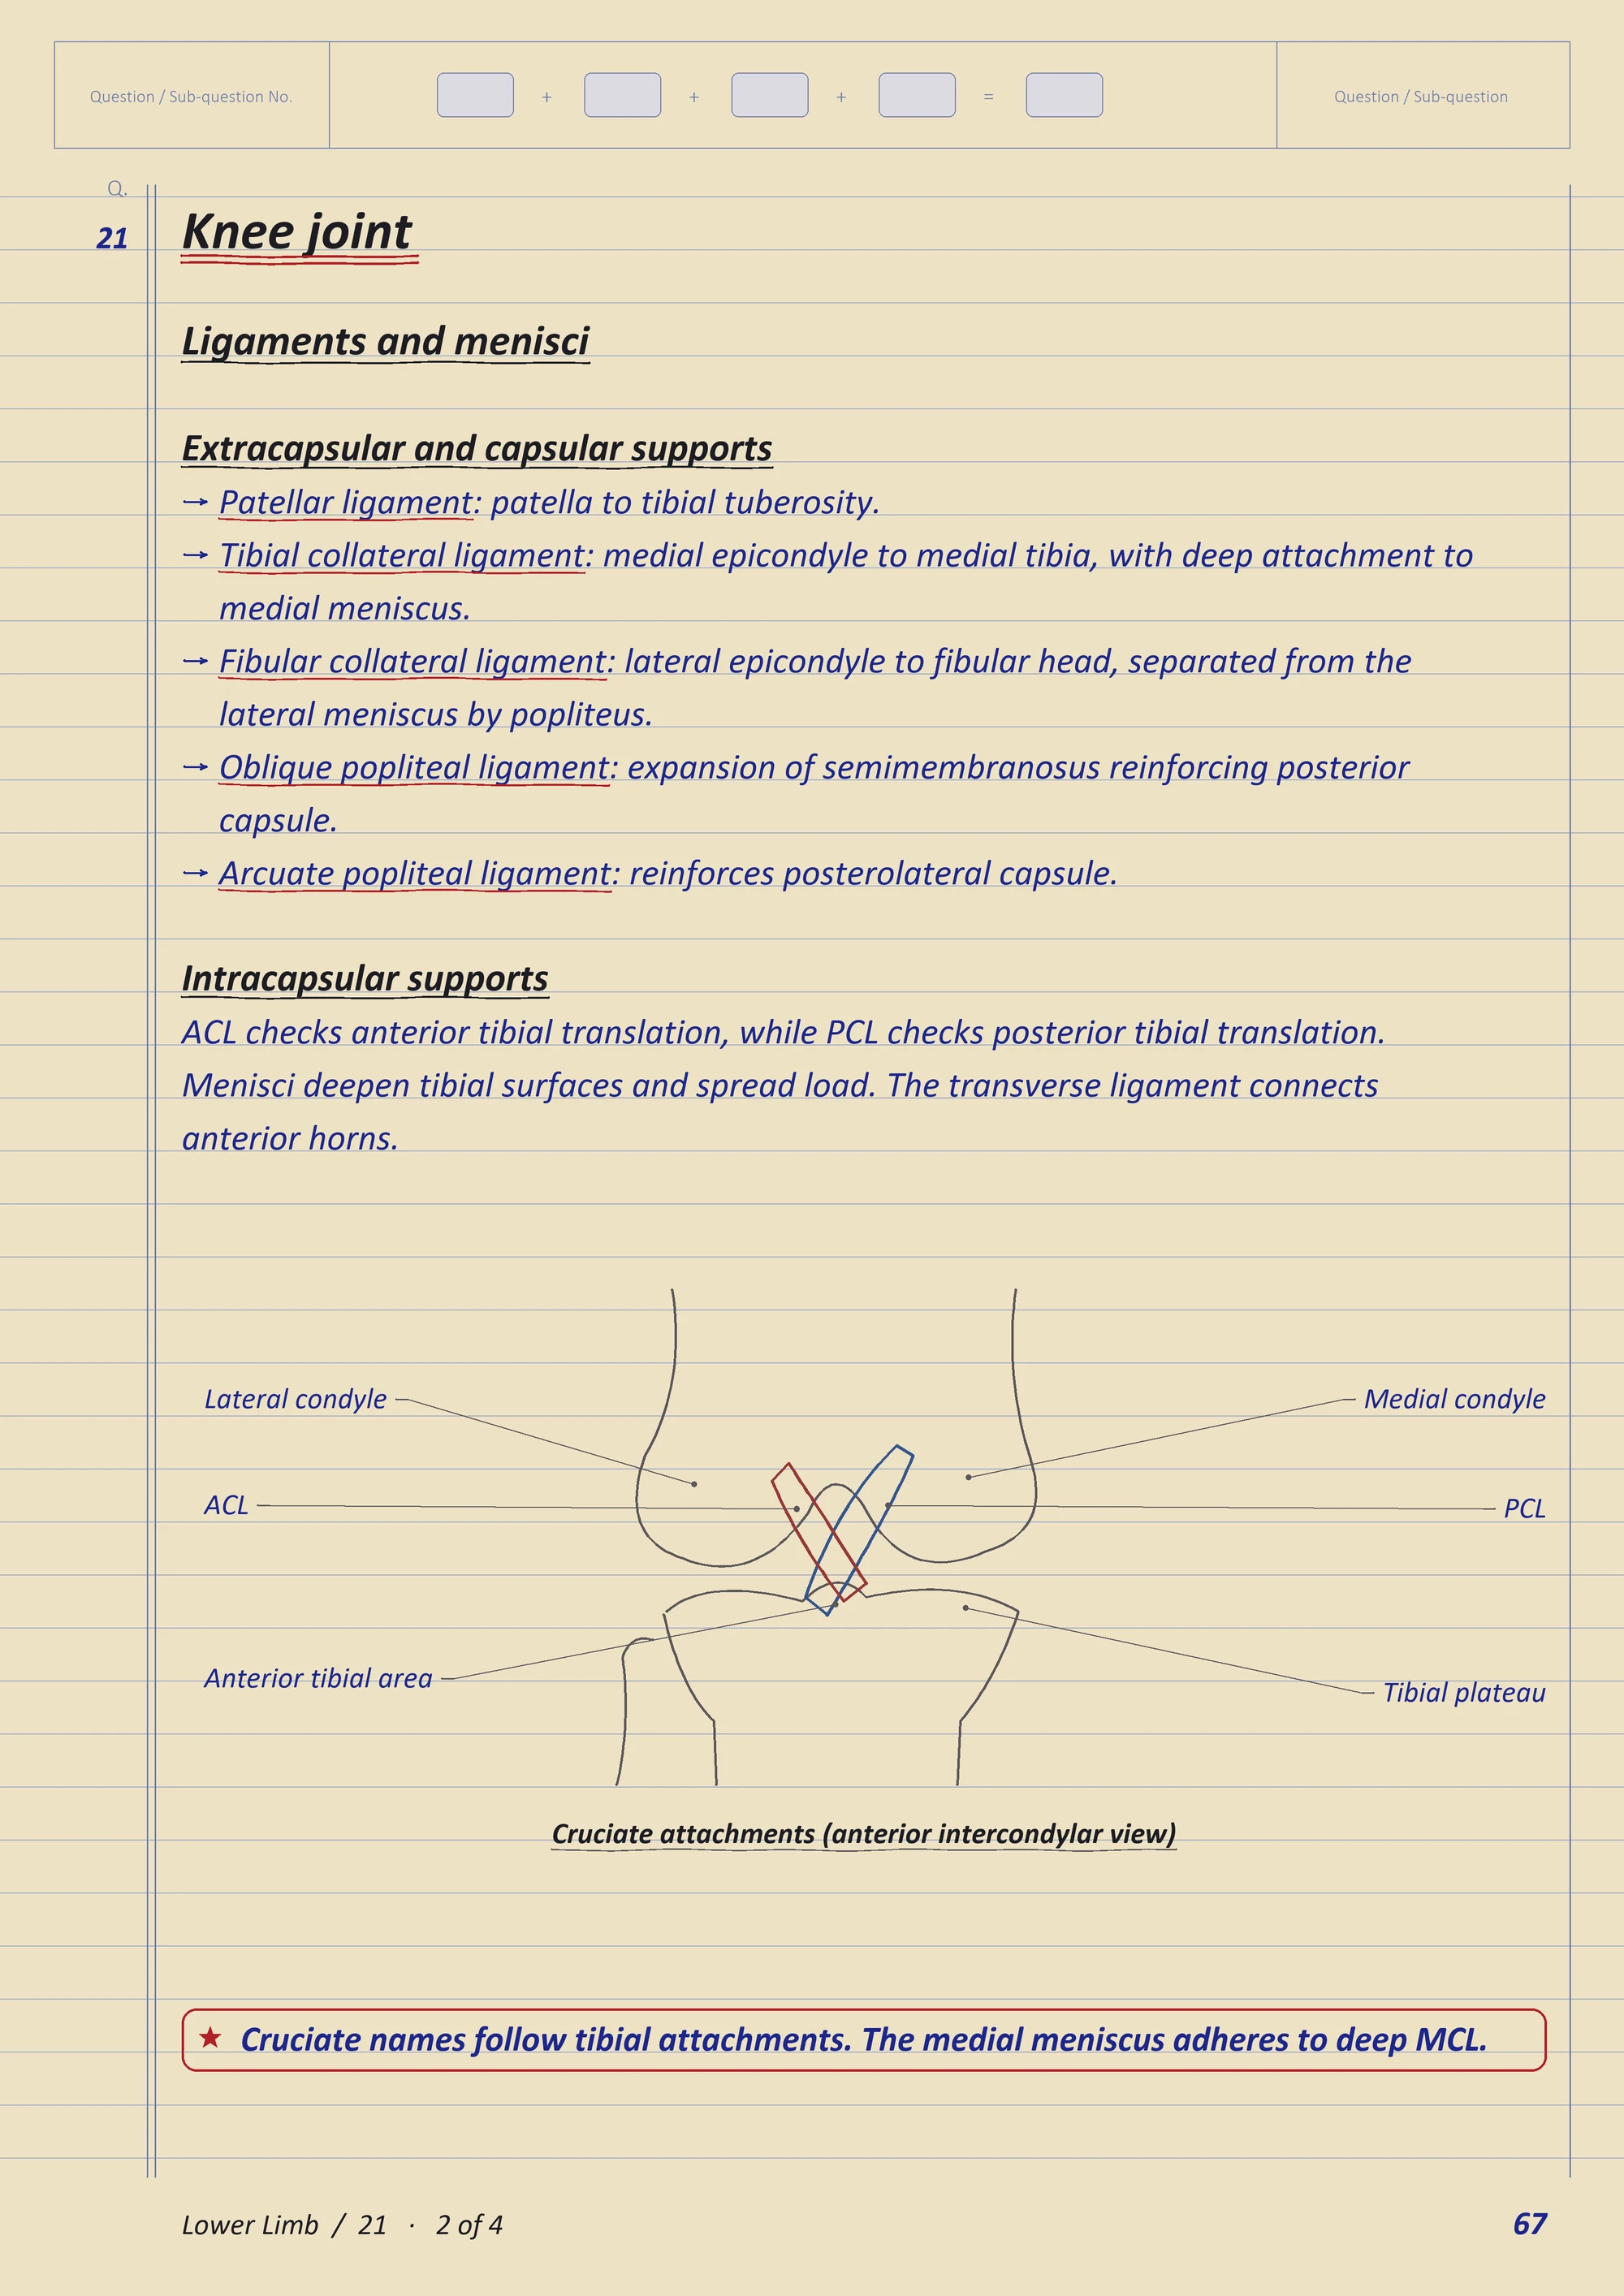 Question / Sub-question No.
+ + + =
Question / Sub-question
Q.
21
Knee joint
Ligaments and menisci
Extracapsular and capsular supports
→ Patellar ligament: patella to tibial tuberosity.
→ Tibial collateral ligament: medial epicondyle to medial tibia, with deep attachment to
medial meniscus.
→ Fibular collateral ligament: lateral epicondyle to fibular head, separated from the
lateral meniscus by popliteus.
→ Oblique popliteal ligament: expansion of semimembranosus reinforcing posterior
capsule.
→ Arcuate popliteal ligament: reinforces posterolateral capsule.
Intracapsular supports
ACL checks anterior tibial translation, while PCL checks posterior tibial translation.
Menisci deepen tibial surfaces and spread load. The transverse ligament connects
anterior horns.
Lateral condyle
Medial condyle
ACL
PCL
Anterior tibial area
Tibial plateau
Cruciate attachments (anterior intercondylar view)
★ Cruciate names follow tibial attachments. The medial meniscus adheres to deep MCL.
Lower Limb / 21 · 2 of 4
67